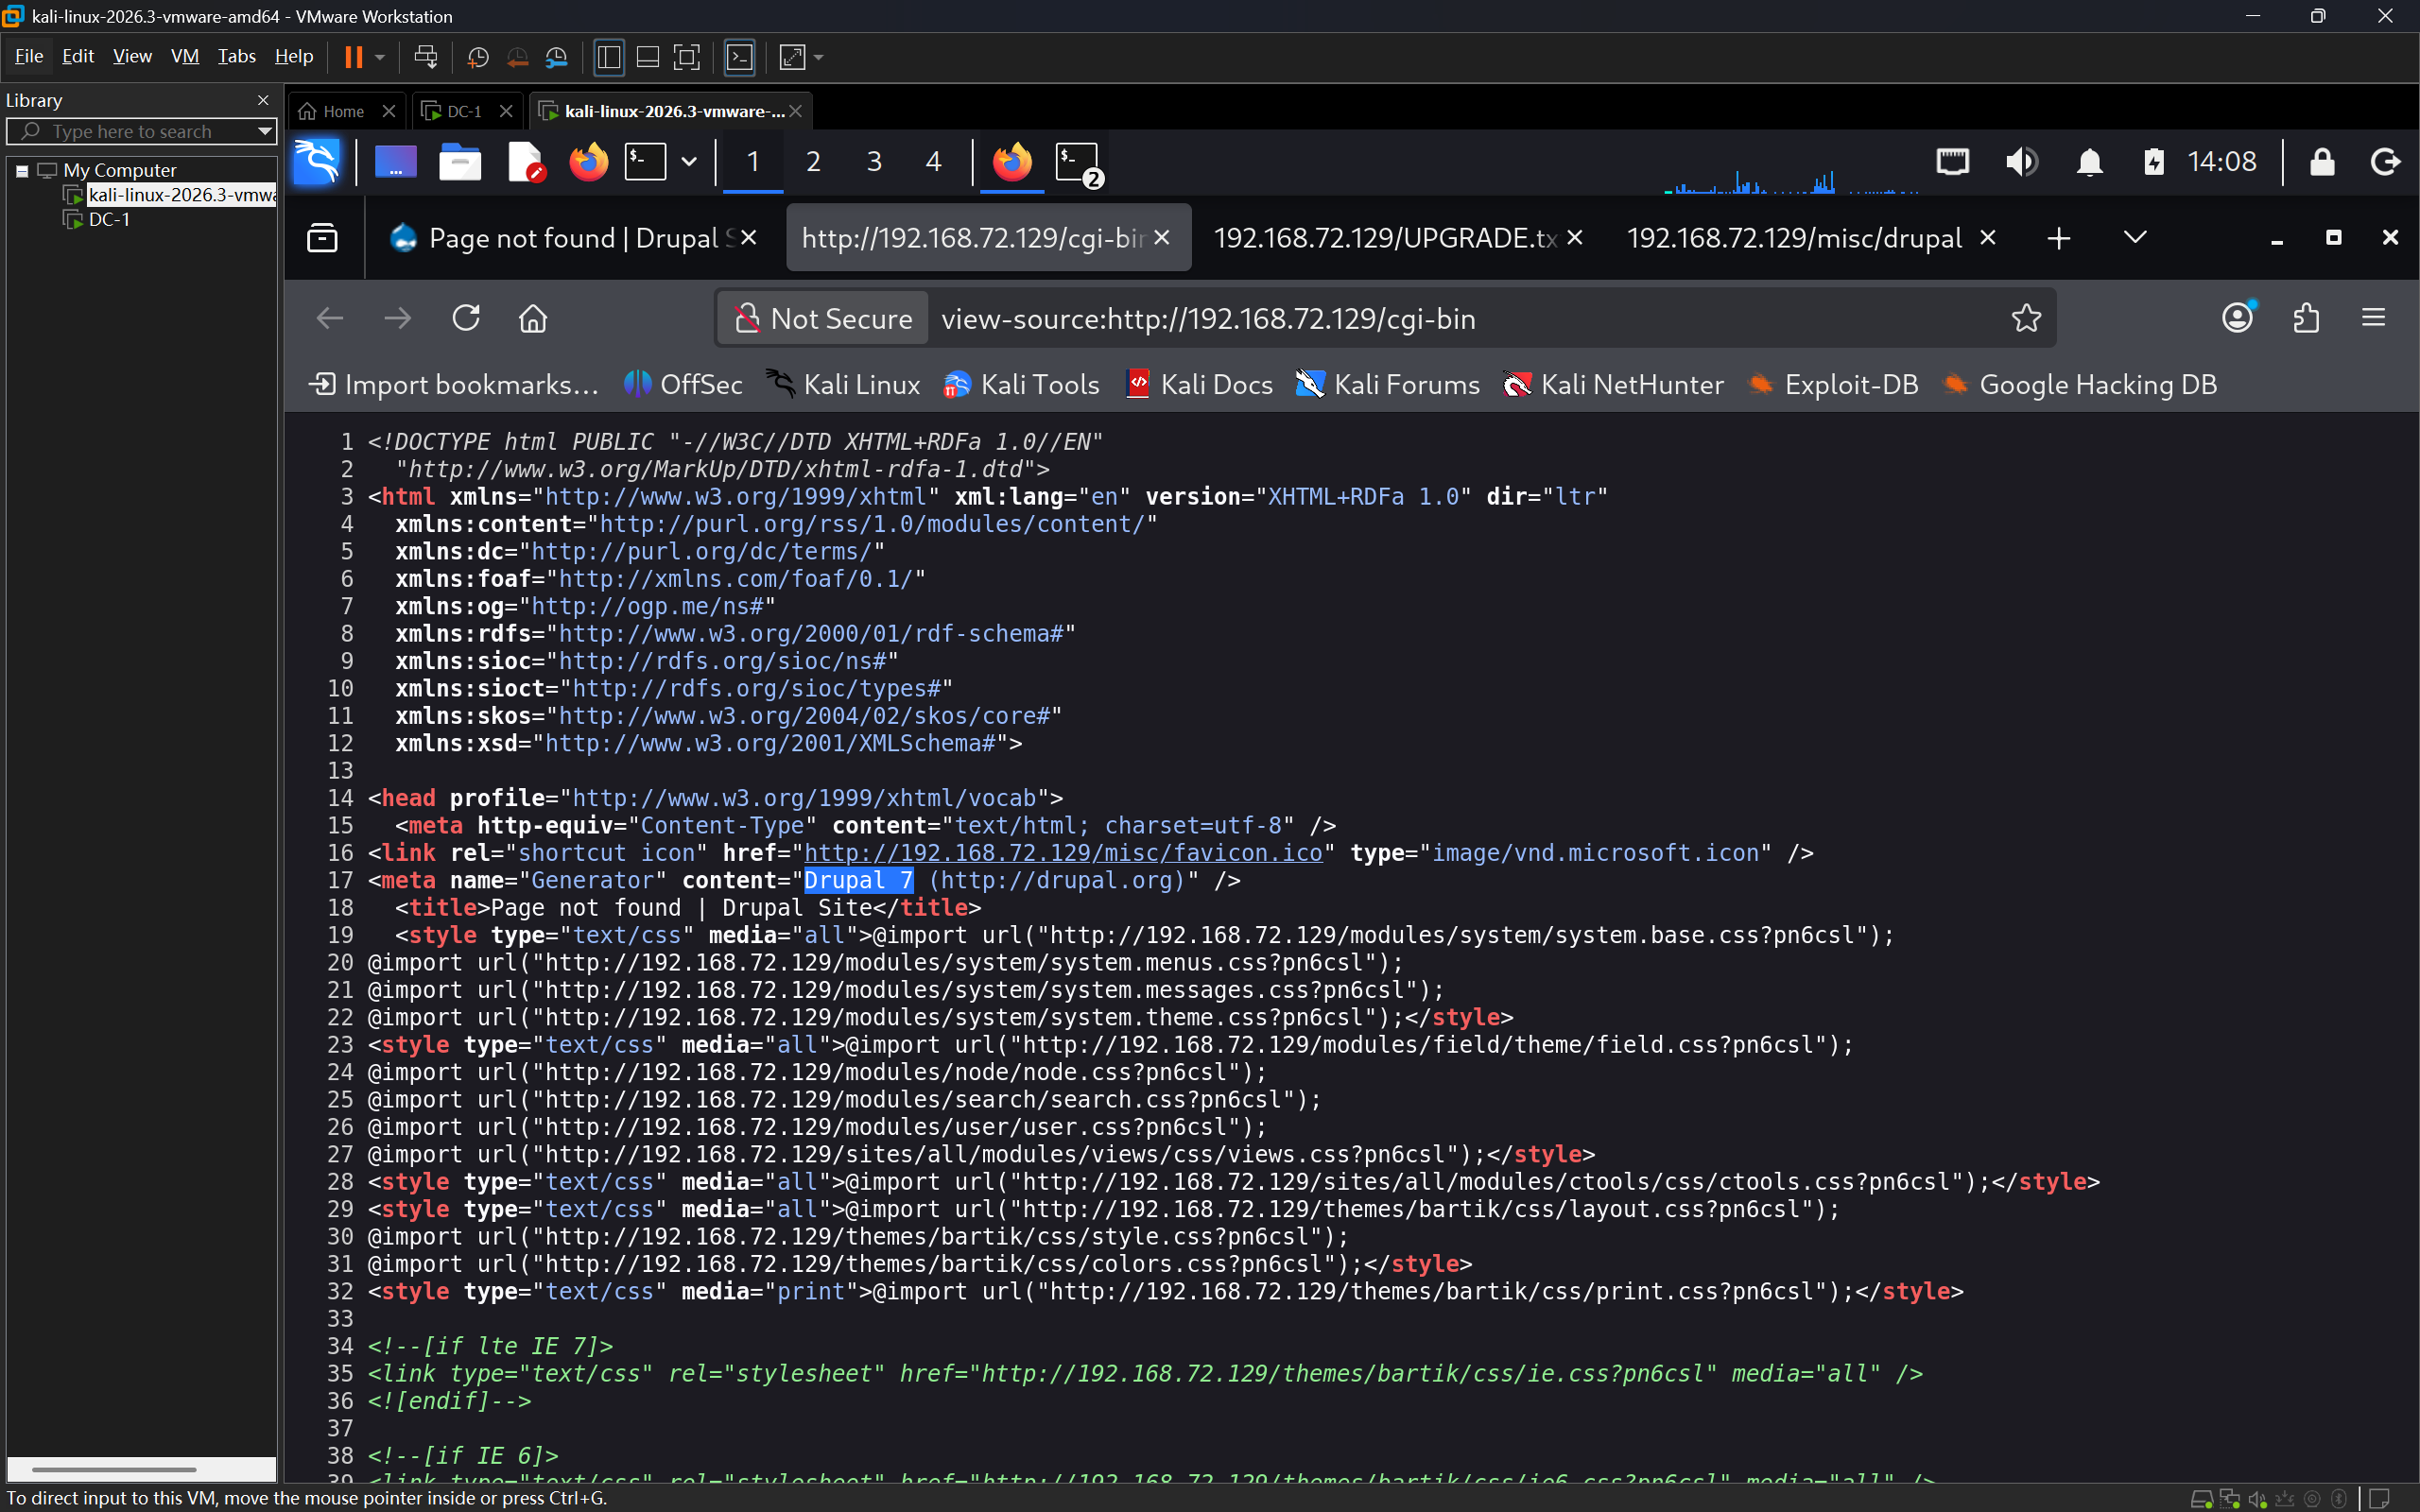 kali-linux-2026.3-vmware-amd64 - VMware Workstation
File Edit View VM Tabs Help
Library
Type here to search
My Computer
kali-linux-2026.3-vmwa
DC-1
Home
DC-1
kali-linux-2026.3-vmware-...
1 2 3 4
2
14:08
Page not found | Drupal S
http://192.168.72.129/cgi-bin
192.168.72.129/UPGRADE.tx
192.168.72.129/misc/drupal
Not Secure
view-source:http://192.168.72.129/cgi-bin
Import bookmarks...
OffSec
Kali Linux
Kali Tools
Kali Docs
Kali Forums
Kali NetHunter
Exploit-DB
Google Hacking DB
1 <!DOCTYPE html PUBLIC "-//W3C//DTD XHTML+RDFa 1.0//EN"
2   "http://www.w3.org/MarkUp/DTD/xhtml-rdfa-1.dtd">
3 <html xmlns="http://www.w3.org/1999/xhtml" xml:lang="en" version="XHTML+RDFa 1.0" dir="ltr"
4   xmlns:content="http://purl.org/rss/1.0/modules/content/"
5   xmlns:dc="http://purl.org/dc/terms/"
6   xmlns:foaf="http://xmlns.com/foaf/0.1/"
7   xmlns:og="http://ogp.me/ns#"
8   xmlns:rdfs="http://www.w3.org/2000/01/rdf-schema#"
9   xmlns:sioc="http://rdfs.org/sioc/ns#"
10   xmlns:sioct="http://rdfs.org/sioc/types#"
11   xmlns:skos="http://www.w3.org/2004/02/skos/core#"
12   xmlns:xsd="http://www.w3.org/2001/XMLSchema#">
13
14 <head profile="http://www.w3.org/1999/xhtml/vocab">
15   <meta http-equiv="Content-Type" content="text/html; charset=utf-8" />
16 <link rel="shortcut icon" href="http://192.168.72.129/misc/favicon.ico" type="image/vnd.microsoft.icon" />
17 <meta name="Generator" content="Drupal 7 (http://drupal.org)" />
18   <title>Page not found | Drupal Site</title>
19   <style type="text/css" media="all">@import url("http://192.168.72.129/modules/system/system.base.css?pn6csl");
20 @import url("http://192.168.72.129/modules/system/system.menus.css?pn6csl");
21 @import url("http://192.168.72.129/modules/system/system.messages.css?pn6csl");
22 @import url("http://192.168.72.129/modules/system/system.theme.css?pn6csl");</style>
23 <style type="text/css" media="all">@import url("http://192.168.72.129/modules/field/theme/field.css?pn6csl");
24 @import url("http://192.168.72.129/modules/node/node.css?pn6csl");
25 @import url("http://192.168.72.129/modules/search/search.css?pn6csl");
26 @import url("http://192.168.72.129/modules/user/user.css?pn6csl");
27 @import url("http://192.168.72.129/sites/all/modules/views/css/views.css?pn6csl");</style>
28 <style type="text/css" media="all">@import url("http://192.168.72.129/sites/all/modules/ctools/css/ctools.css?pn6csl");</style>
29 <style type="text/css" media="all">@import url("http://192.168.72.129/themes/bartik/css/layout.css?pn6csl");
30 @import url("http://192.168.72.129/themes/bartik/css/style.css?pn6csl");
31 @import url("http://192.168.72.129/themes/bartik/css/colors.css?pn6csl");</style>
32 <style type="text/css" media="print">@import url("http://192.168.72.129/themes/bartik/css/print.css?pn6csl");</style>
33
34 <!--[if lte IE 7]>
35 <link type="text/css" rel="stylesheet" href="http://192.168.72.129/themes/bartik/css/ie.css?pn6csl" media="all" />
36 <![endif]-->
37
38 <!--[if IE 6]>
39 <link type="text/css" rel="stylesheet" href="http://192.168.72.129/themes/bartik/css/ie6.css?pn6csl" media="all" />
To direct input to this VM, move the mouse pointer inside or press Ctrl+G.